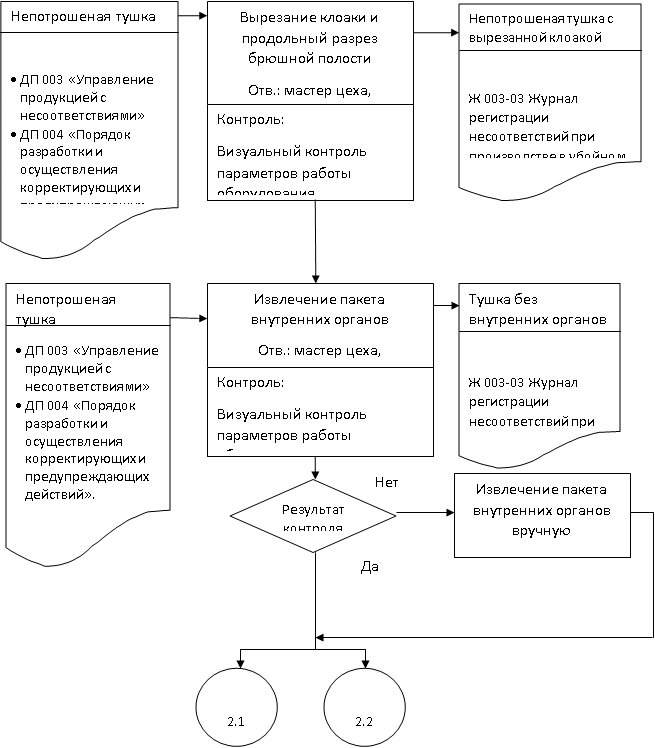 Непотрошеная тушка
• ДП 003 «Управление
продукцией с
несоответствиями»
• ДП 004 «Порядок
разработки и
осуществления
корректирующих и
Вырезание клоаки и
продольный разрез
брюшной полости
Отв.: мастер цеха,
Контроль:
Визуальный контроль
параметров работы
оборудования
Непотрошеная тушка с
вырезанной клоакой
Ж 003-03 Журнал
регистрации
несоответствий при
производстве в убойном
Непотрошеная
тушка
• ДП 003 «Управление
продукцией с
несоответствиями»
• ДП 004 «Порядок
разработки и
осуществления
корректирующих и
предупреждающих
действий».
Извлечение пакета
внутренних органов
Отв.: мастер цеха,
Контроль:
Визуальный контроль
параметров работы
Тушка без
внутренних органов
Ж 003-03 Журнал
регистрации
несоответствий при
Результат
контроля
Нет
Извлечение пакета
внутренних органов
вручную
Да
2.1
2.2